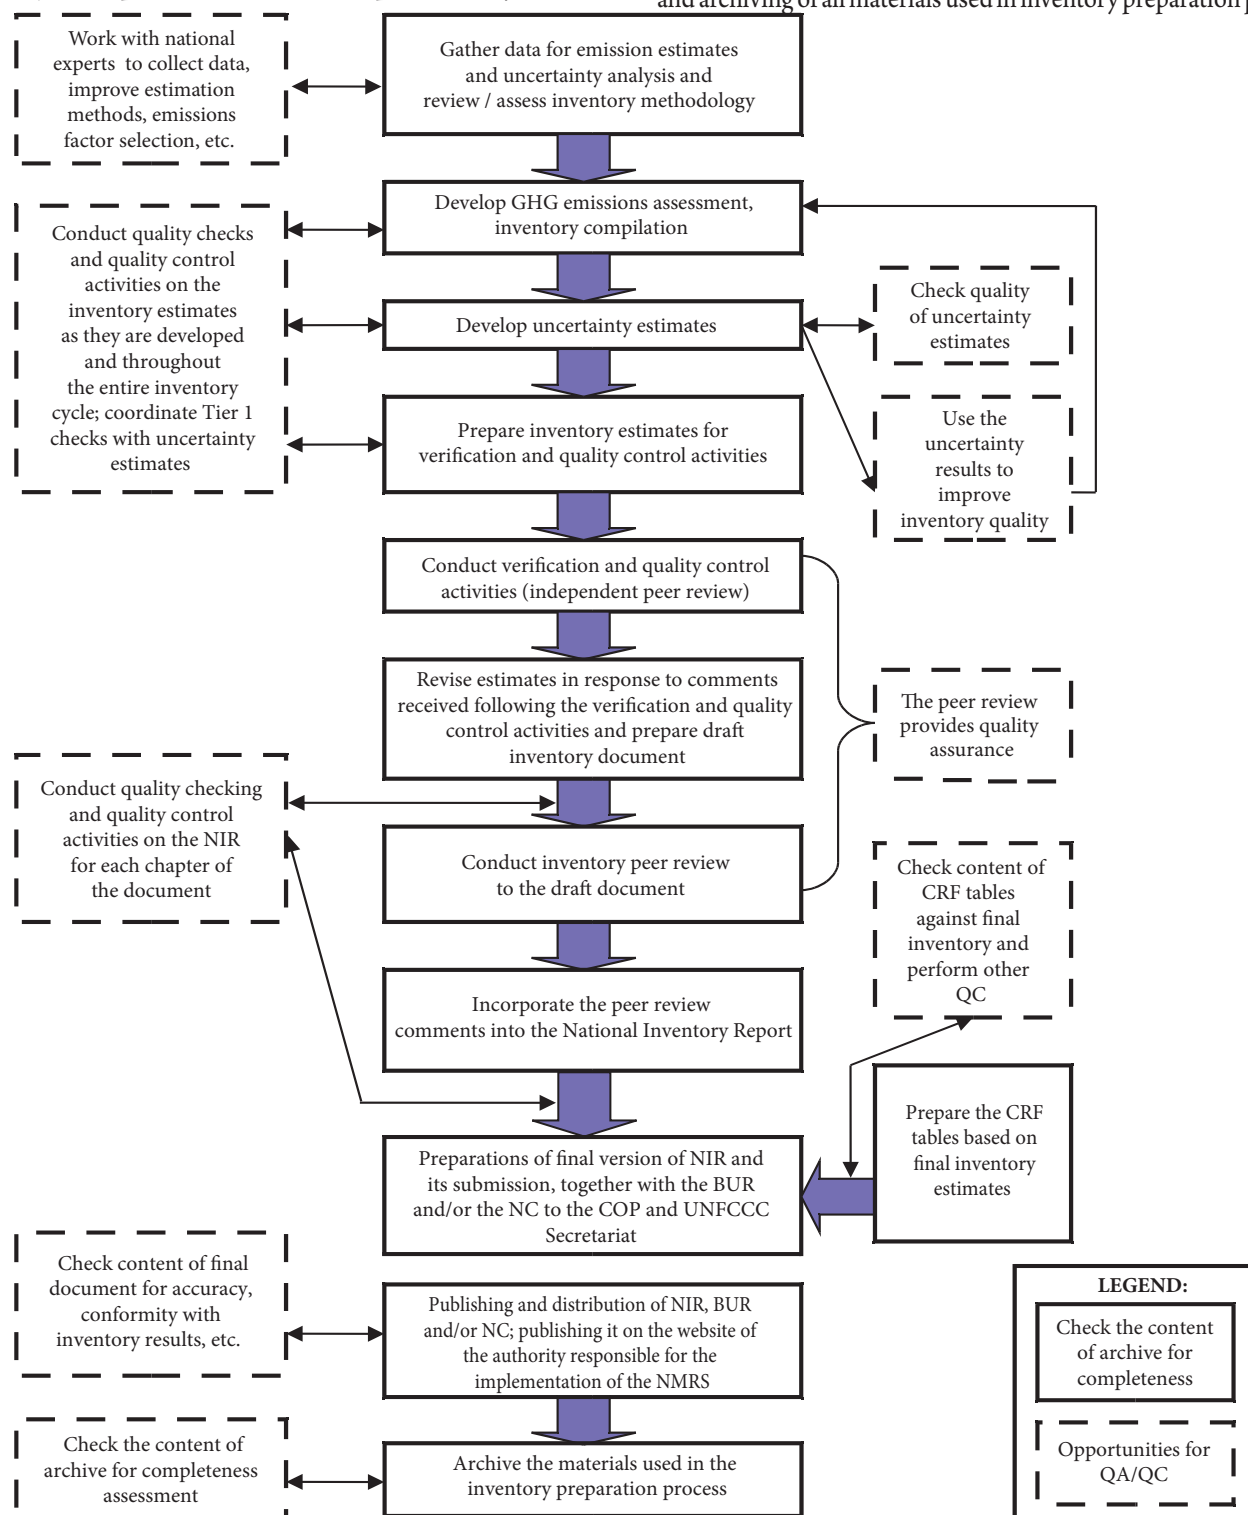 and archiving of all materials used in inventory preparation
Work with national
experts to collect data,
improve estimation
methods, emissions
factor selection, etc.
Gather data for emission estimates
and uncertainty analysis and
review / assess inventory methodology
Develop GHG emissions assessment,
inventory compilation
Conduct quality checks
and quality control
activities on the
inventory estimates
as they are developed
and throughout
the entire inventory
cycle; coordinate Tier 1
checks with uncertainty
estimates
Develop uncertainty estimates
Check quality
of uncertainty
estimates
Prepare inventory estimates for
verification and quality control activities
Use the
uncertainty
results to
improve
inventory quality
Conduct verification and quality control
activities (independent peer review)
Revise estimates in response to comments
received following the verification and quality
control activities and prepare draft
inventory document
The peer review
provides quality
assurance
Conduct quality checking
and quality control
activities on the NIR
for each chapter of
the document
Conduct inventory peer review
to the draft document
Check content of
CRF tables
against final
inventory and
perform other
QC
Incorporate the peer review
comments into the National Inventory Report
Prepare the CRF
tables based on
final inventory
estimates
Preparations of final version of NIR and
its submission, together with the BUR
and/or the NC to the COP and UNFCCC
Secretariat
Check content of final
document for accuracy,
conformity with
inventory results, etc.
Publishing and distribution of NIR, BUR
and/or NC; publishing it on the website of
the authority responsible for the
implementation of the NMRS
Check the content of
archive for completeness
assessment
Archive the materials used in the
inventory preparation process
LEGEND:
Check the content
of archive for
completeness
Opportunities for
QA/QC